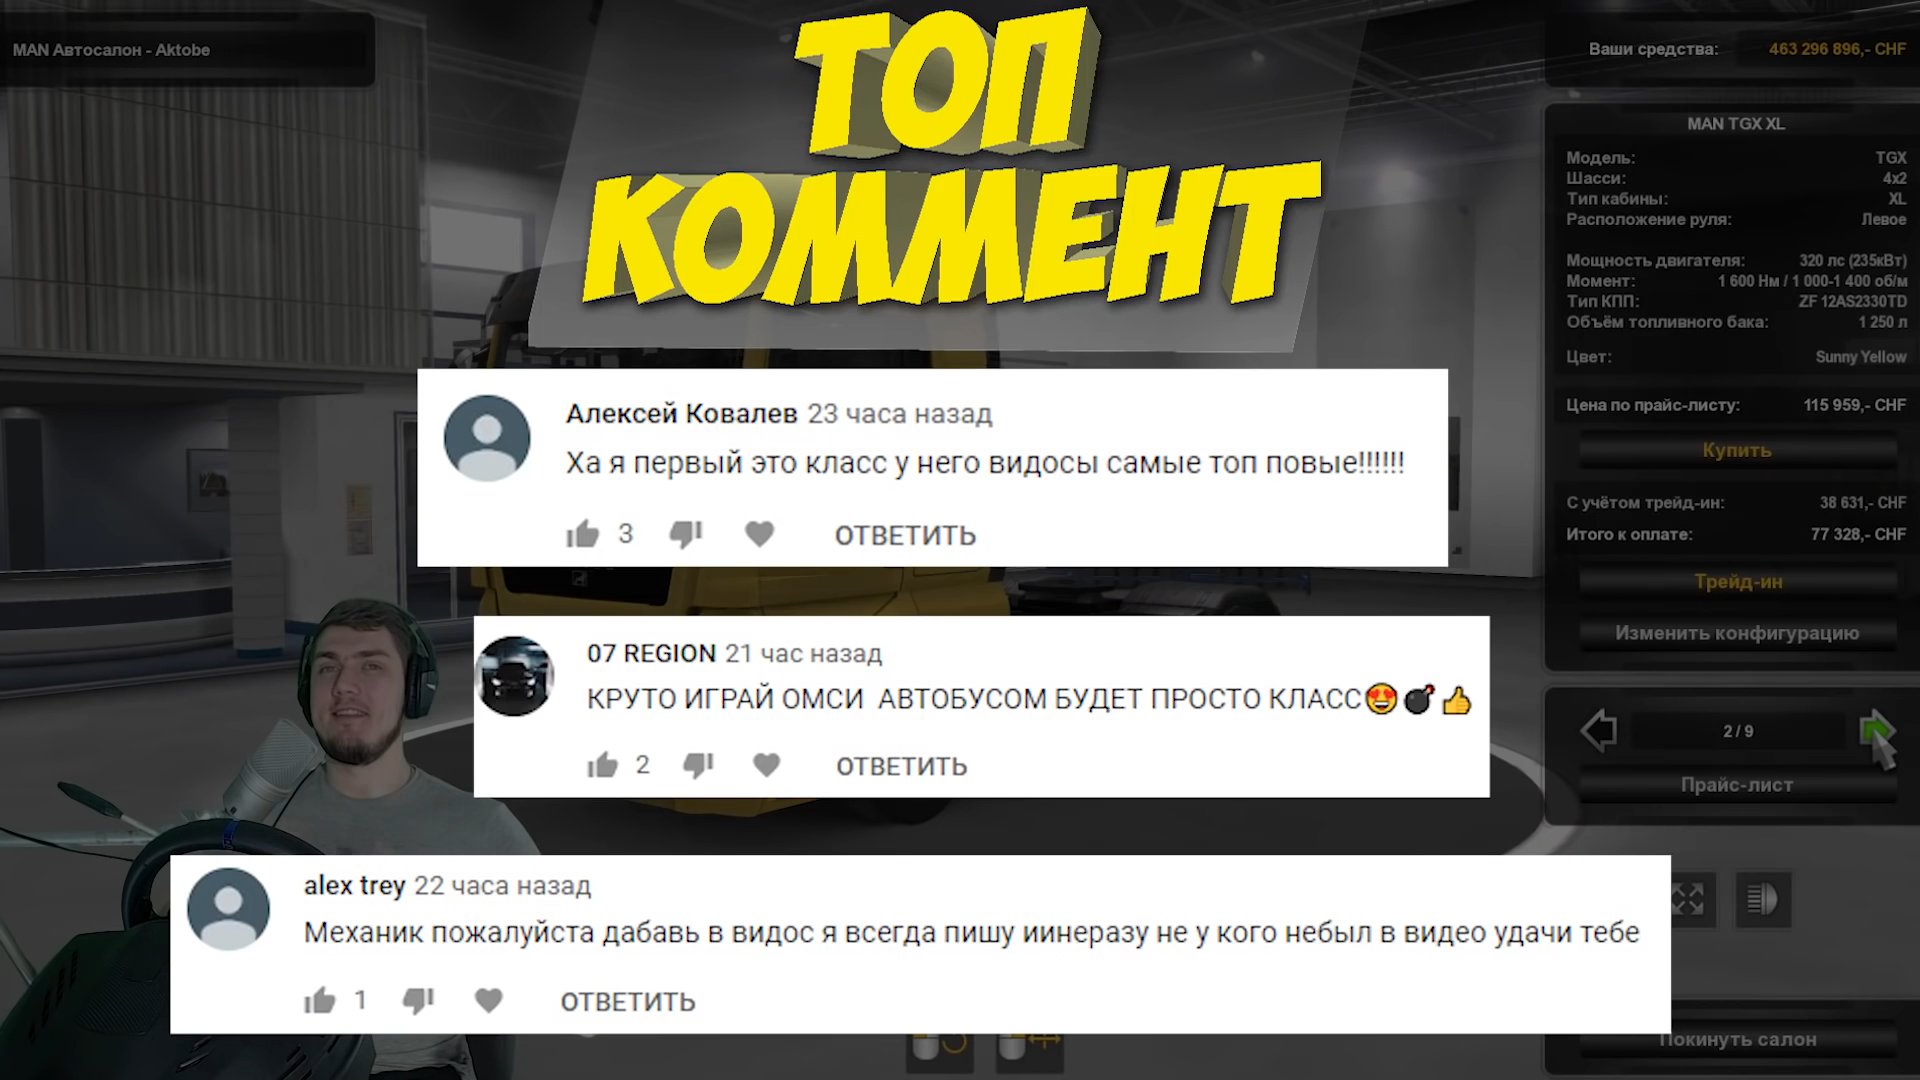 MAN Автосалон - Aktobe
ТОП
КОММЕНТ
Ваши средства: 463 296 896,- CHF
MAN TGX XL
Модель: TGX
Шасси: 4x2
Тип кабины: XL
Расположение руля: Левое
Мощность двигателя: 320 лс (235кВт)
Момент: 1 600 Нм / 1 000-1 400 об/м
Тип КПП: ZF 12AS2330TD
Объём топливного бака: 1 250 л
Цвет: Sunny Yellow
Цена по прайс-листу: 115 959,- CHF
Купить
С учётом трейд-ин: 38 631,- CHF
Итого к оплате: 77 328,- CHF
Трейд-ин
Изменить конфигурацию
2 / 9
Прайс-лист
Покинуть салон
Алексей Ковалев 23 часа назад
Ха я первый это класс у него видосы самые топ повые!!!!!!
3 ОТВЕТИТЬ
07 REGION 21 час назад
КРУТО ИГРАЙ ОМСИ АВТОБУСОМ БУДЕТ ПРОСТО КЛАСС😍💣👍
2 ОТВЕТИТЬ
alex trey 22 часа назад
Механик пожалуйста дабавь в видос я всегда пишу иинеразу не у кого небыл в видео удачи тебе
1 ОТВЕТИТЬ